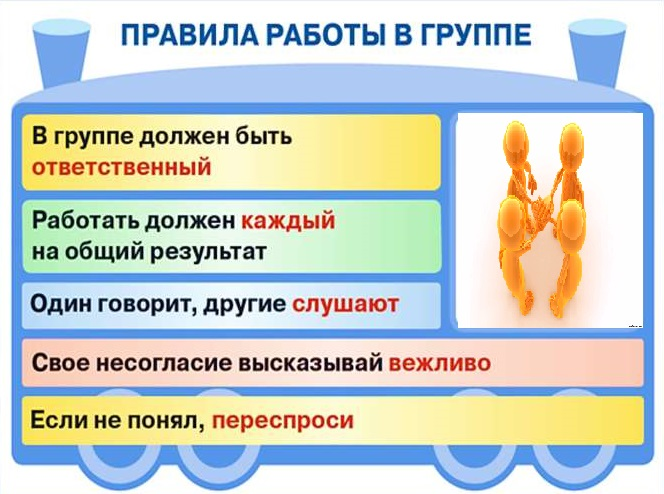 ПРАВИЛА РАБОТЫ В ГРУППЕ
В группе должен быть
ответственный
Работать должен каждый
на общий результат
Один говорит, другие слушают
Свое несогласие высказывай вежливо
Если не понял, переспроси